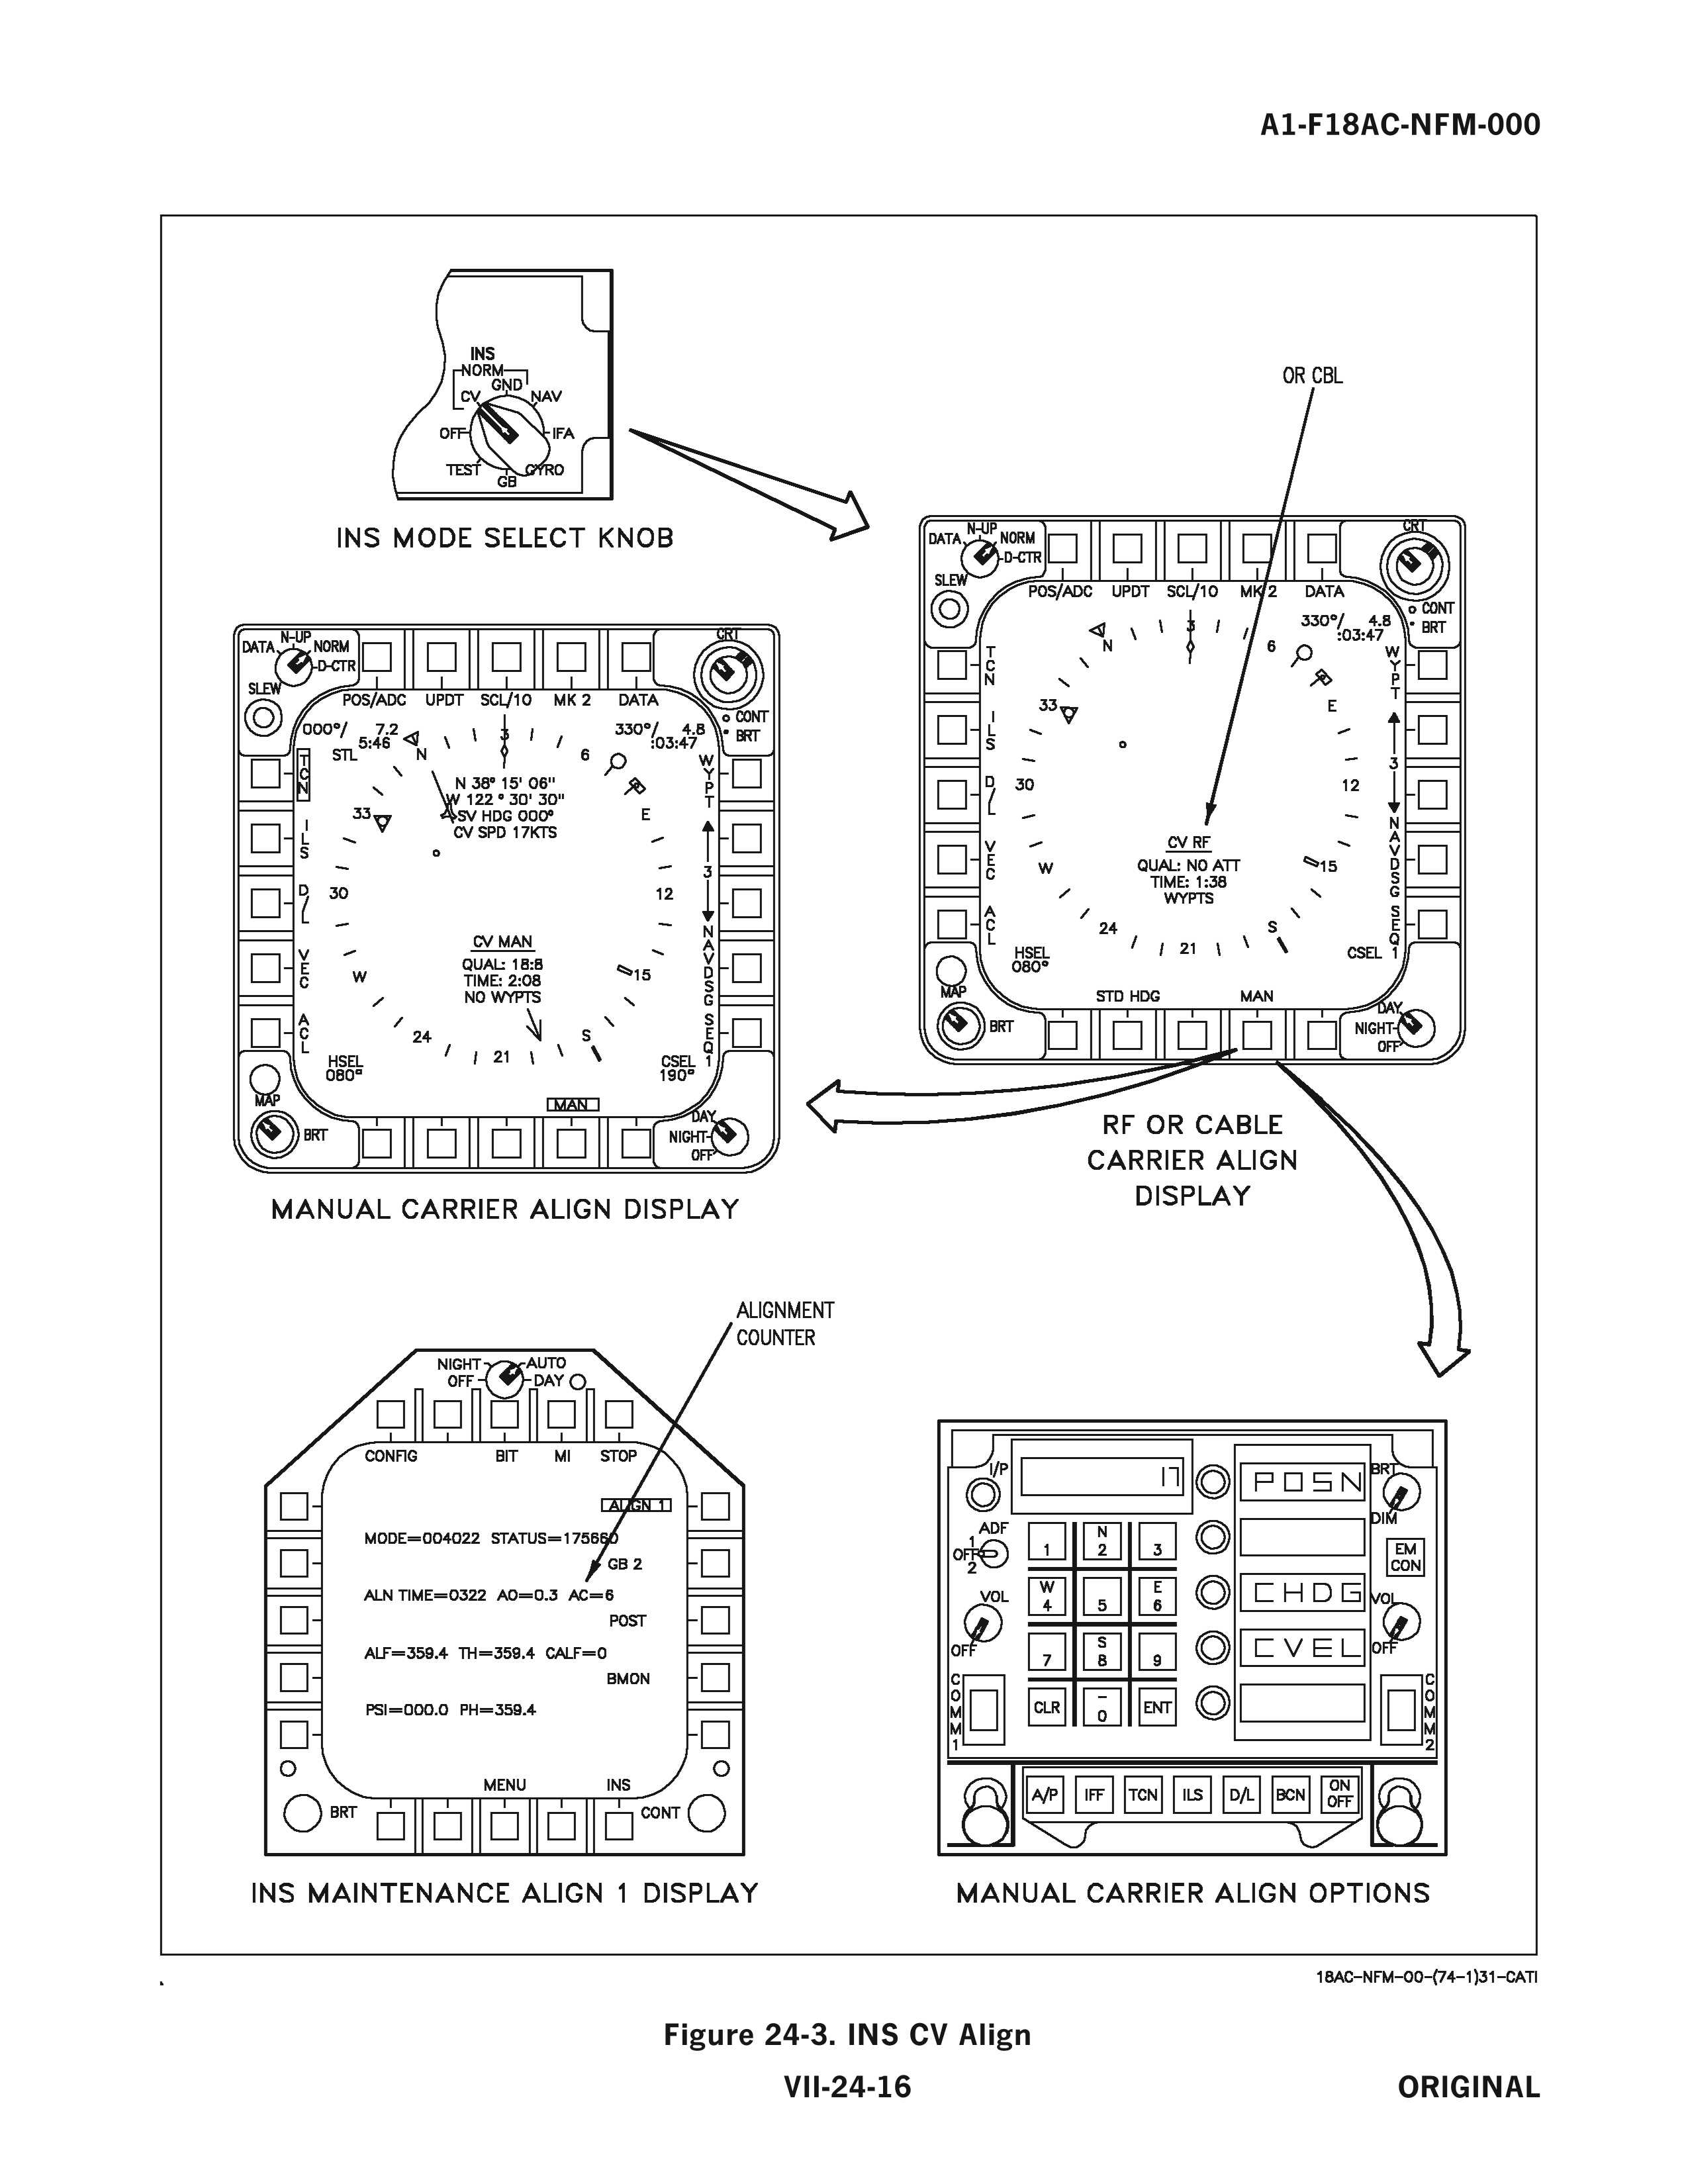 A1-F18AC-NFM-000
INS
NORM
GND
CV
NAV
OFF
IFA
TEST
GYRO
GB
INS MODE SELECT KNOB
OR CBL
N-UP
DATA
NORM
D-CTR
SLEW
CRT
CONT
BRT
POS/ADC UPDT SCL/10 MK 2 DATA
330°/ 4.8
:03:47
N
3
6
TCN
WYPT
33
E
ILS
3
30
12
D/L
NAVDSG
CV RF
VEC
QUAL: NO ATT
W
15
TIME: 1:38
WYPTS
ACL
SEQ
24
S
21
HSEL
080°
CSEL 1
STD HDG MAN
MAP
DAY
BRT
NIGHT
OFF
RF OR CABLE
CARRIER ALIGN
DISPLAY
N-UP
DATA
NORM
D-CTR
SLEW
CRT
CONT
BRT
POS/ADC UPDT SCL/10 MK 2 DATA
000°/ 7.2
5:46
STL
330°/ 4.8
:03:47
N
3
6
TCN
WYPT
N 38° 15' 06"
W 122° 30' 30"
SV HDG 000°
CV SPD 17KTS
33
E
ILS
3
30
12
D/L
NAVDSG
CV MAN
VEC
QUAL: 18:8
W
15
TIME: 2:08
NO WYPTS
ACL
SEQ
24
S
21
HSEL
080°
CSEL 1
190°
MAN
MAP
DAY
BRT
NIGHT
OFF
MANUAL CARRIER ALIGN DISPLAY
ALIGNMENT
COUNTER
NIGHT
AUTO
OFF
DAY
CONFIG BIT MI STOP
ALIGN 1
MODE=004022 STATUS=175660
GB 2
ALN TIME=0322 AO=0.3 AC=6
POST
ALF=359.4 TH=359.4 CALF=0
BMON
PSI=000.0 PH=359.4
MENU INS
BRT
CONT
INS MAINTENANCE ALIGN 1 DISPLAY
I/P
17
POSN
BRT
DIM
ADF
1
OFF
2
1
N
2
3
EM
CON
VOL
W
4
5
E
6
CHDG
VOL
OFF
7
S
8
9
CVEL
OFF
COMM
1
CLR
–
0
ENT
COMM
2
A/P IFF TCN ILS D/L BCN ON
OFF
MANUAL CARRIER ALIGN OPTIONS
18AC-NFM-00-(74-1)31-CATI
Figure 24-3. INS CV Align
VII-24-16
ORIGINAL